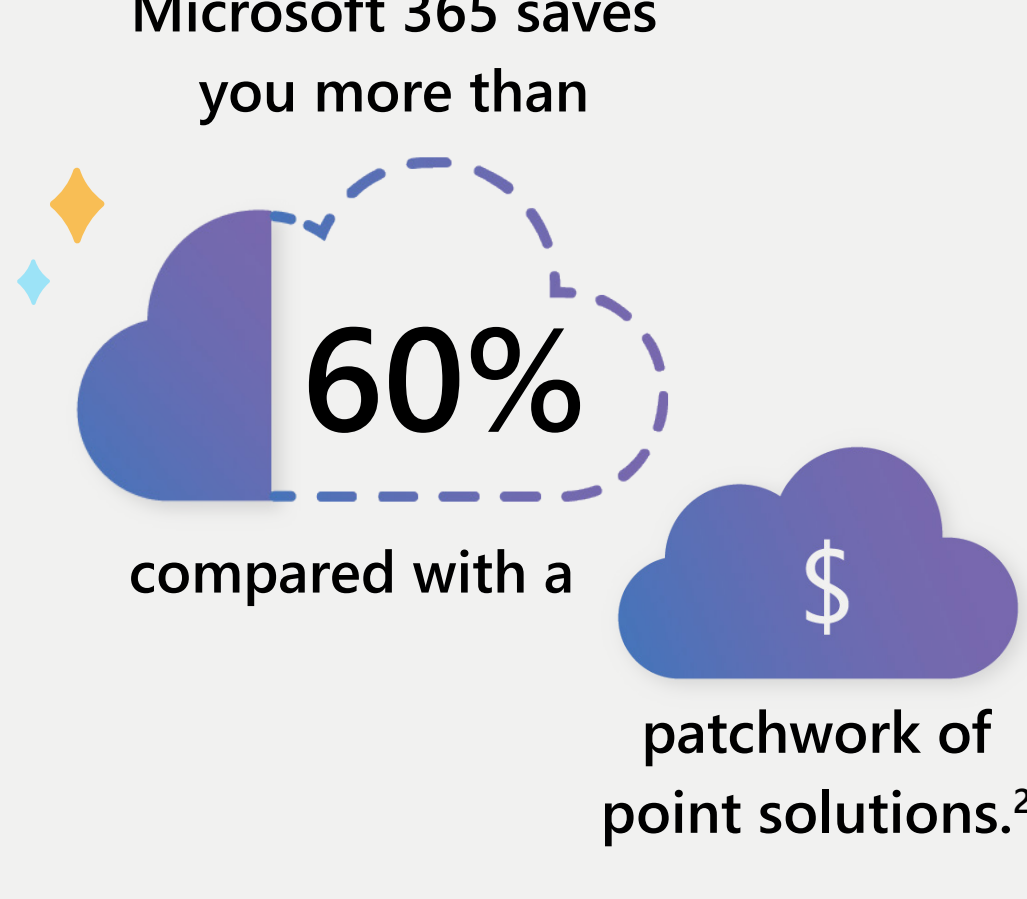 Microsoft 365 saves
you more than
60%
compared with a
$
patchwork of
point solutions.²